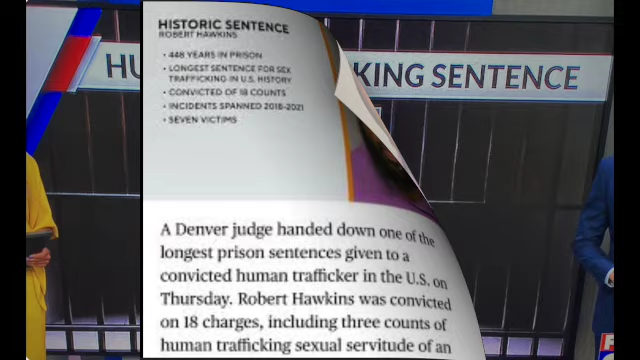 HISTORIC SENTENCE
ROBERT HAWKINS
• 448 YEARS IN PRISON
• LONGEST SENTENCE FOR SEX
TRAFFICKING IN U.S. HISTORY
• CONVICTED OF 18 COUNTS
• INCIDENTS SPANNED 2018-2021
• SEVEN VICTIMS
HU
KING SENTENCE
A Denver judge handed down one of the
longest prison sentences given to a
convicted human trafficker in the U.S. on
Thursday. Robert Hawkins was convicted
on 18 charges, including three counts of
human trafficking sexual servitude of an